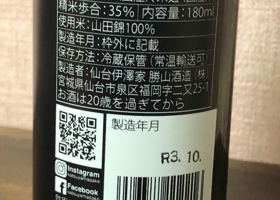 精米歩合：35%｜内容量：180ml
使用米：山田錦100%
製造年月：枠外に記載
保存方法：冷蔵保管（常温輸送可）
製造者：仙台伊澤家 勝山酒造（株）
宮城県仙台市泉区福岡字二又25-1
お酒は20歳を過ぎてから
製造年月
R3.10.
Instagram
katsuyamasake
Facebook